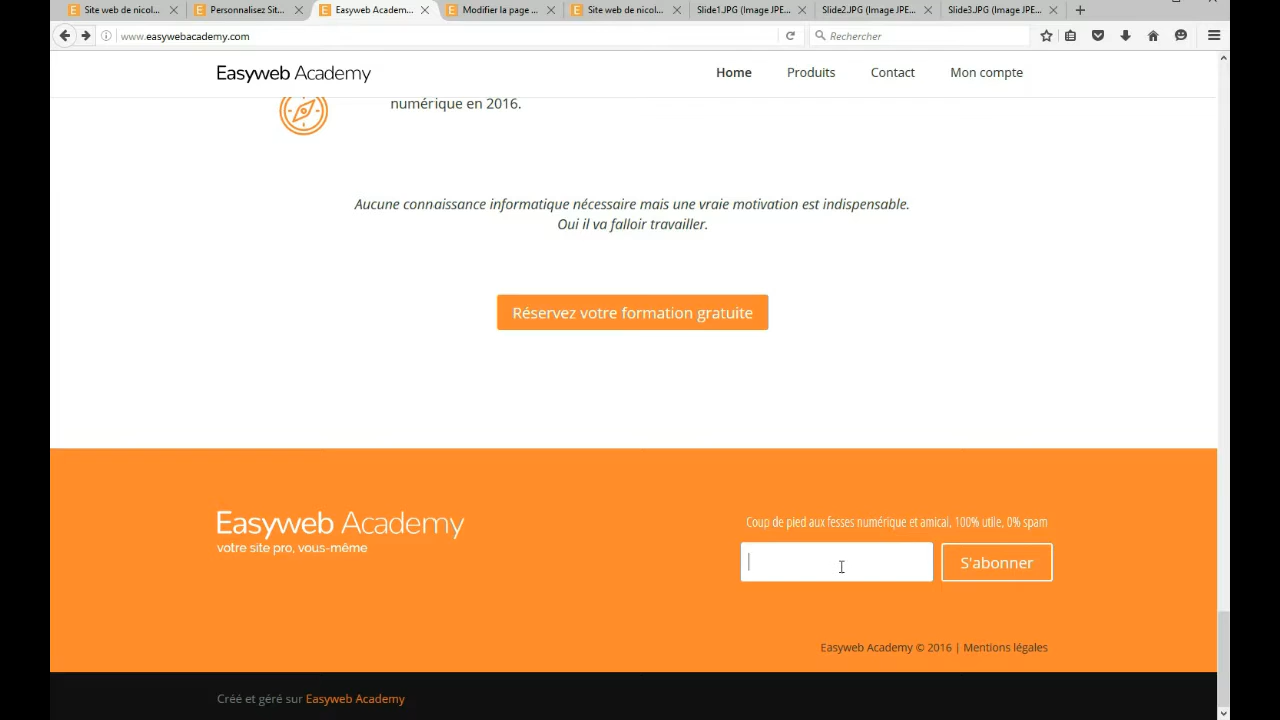 Site web de nicol...
Personnalisez Sit...
Easyweb Academ...
Modifier la page ...
Site web de nicol...
Slide1.JPG (Image JPE...
Slide2.JPG (Image JPE...
Slide3.JPG (Image JPE...
www.easywebacademy.com
Rechercher
Easyweb Academy
Home
Produits
Contact
Mon compte
numérique en 2016.
Aucune connaissance informatique nécessaire mais une vraie motivation est indispensable.
Oui il va falloir travailler.
Réservez votre formation gratuite
Easyweb Academy
votre site pro, vous-même
Coup de pied aux fesses numérique et amical, 100% utile, 0% spam
S'abonner
Easyweb Academy © 2016 | Mentions légales
Créé et géré sur Easyweb Academy